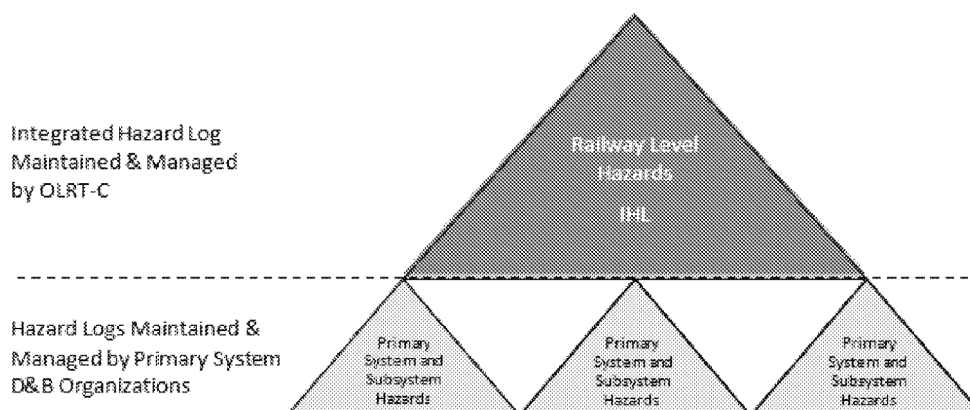 Integrated Hazard Log
Maintained & Managed
by OLRT-C
Railway Level
Hazards
IHL
Hazard Logs Maintained &
Managed by Primary System
D&B Organizations
Primary
System and
Subsystem
Hazards
Primary
System and
Subsystem
Hazards
Primary
System and
Subsystem
Hazards